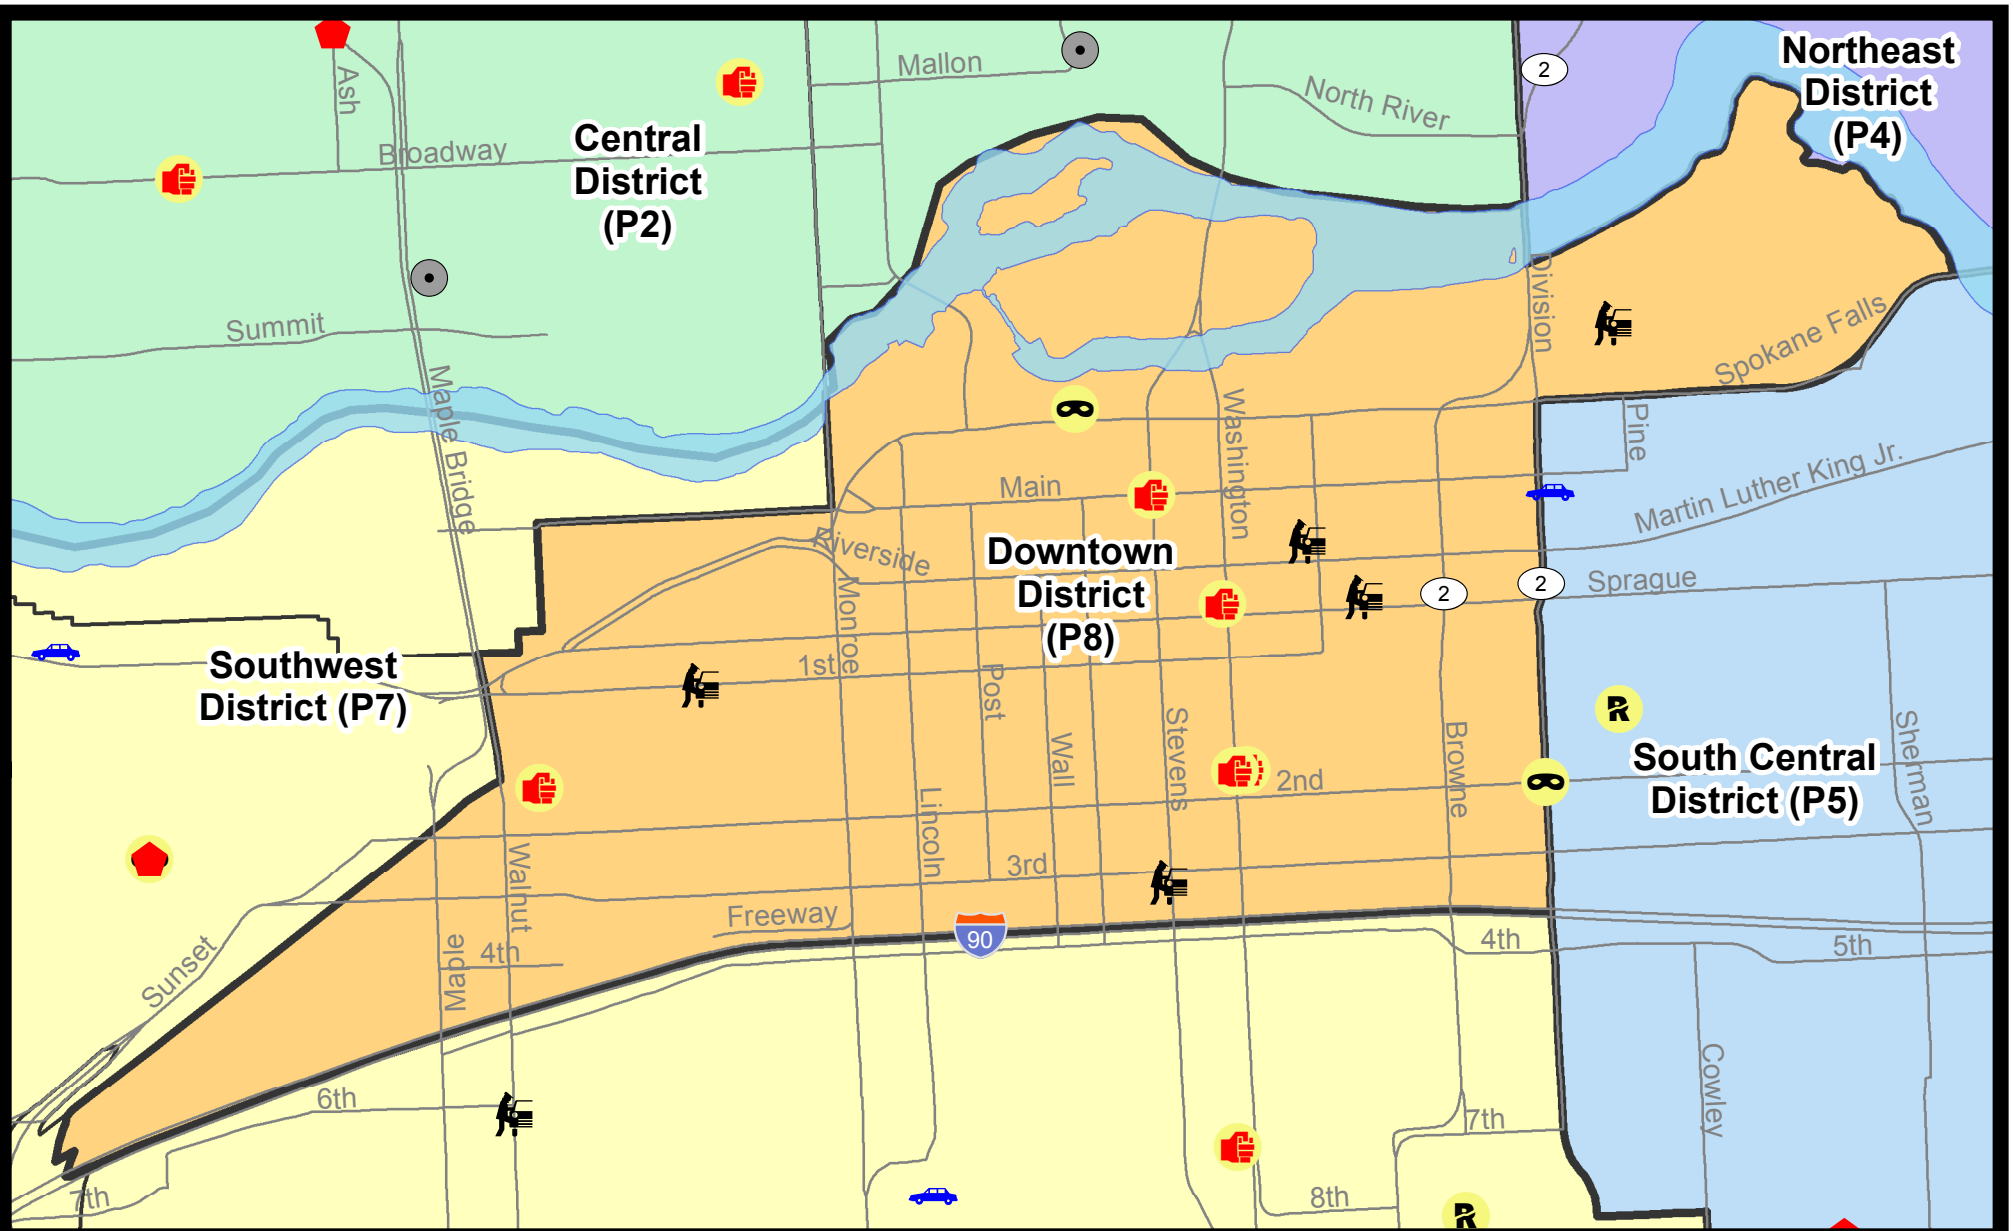 Northeast
District
(P4)
2
Mallon
Ash
North River
Central
District
(P2)
Broadway
Division
Summit
Spokane Falls
Maple Bridge
Washington
Pine
Martin Luther King Jr.
Main
Riverside
Downtown
District
(P8)
2
2
Sprague
Monroe
1st
Southwest
District (P7)
Post
Wall
Stevens
Browne
Sherman
South Central
District (P5)
2nd
Lincoln
Walnut
3rd
Freeway
90
4th
5th
Sunset
4th
Maple
Cowley
6th
7th
7th
8th
R
R